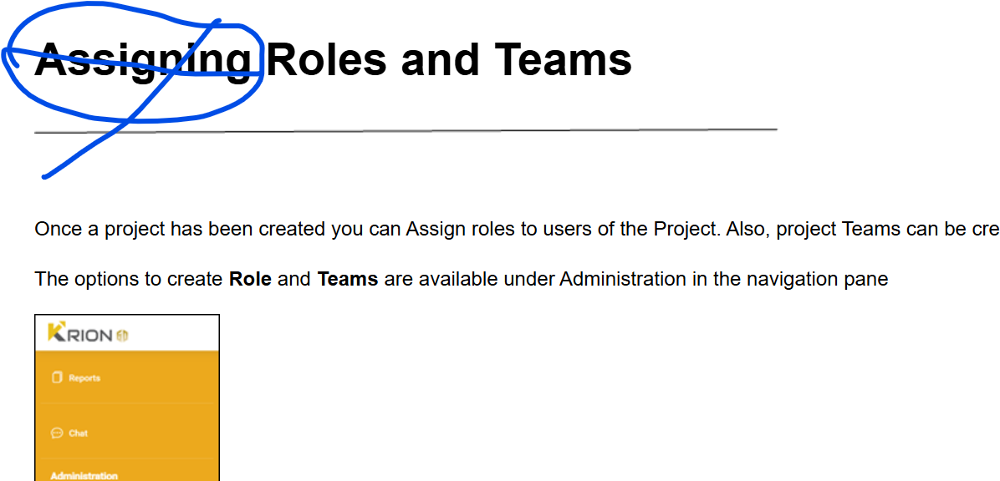 Assigning Roles and Teams
Once a project has been created you can Assign roles to users of the Project. Also, project Teams can be cre
The options to create Role and Teams are available under Administration in the navigation pane
KRION
Reports
Chat
Administration